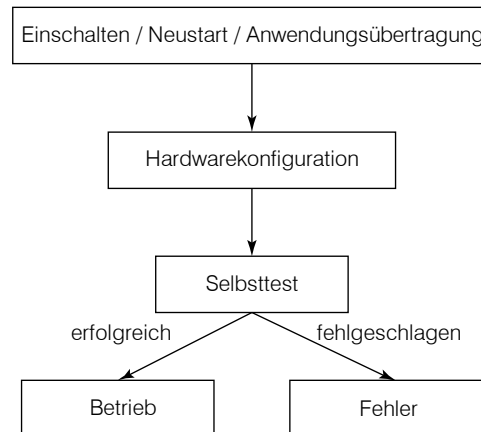 Einschalten / Neustart / Anwendungsübertragung
Hardwarekonfiguration
Selbsttest
erfolgreich
fehlgeschlagen
Betrieb
Fehler